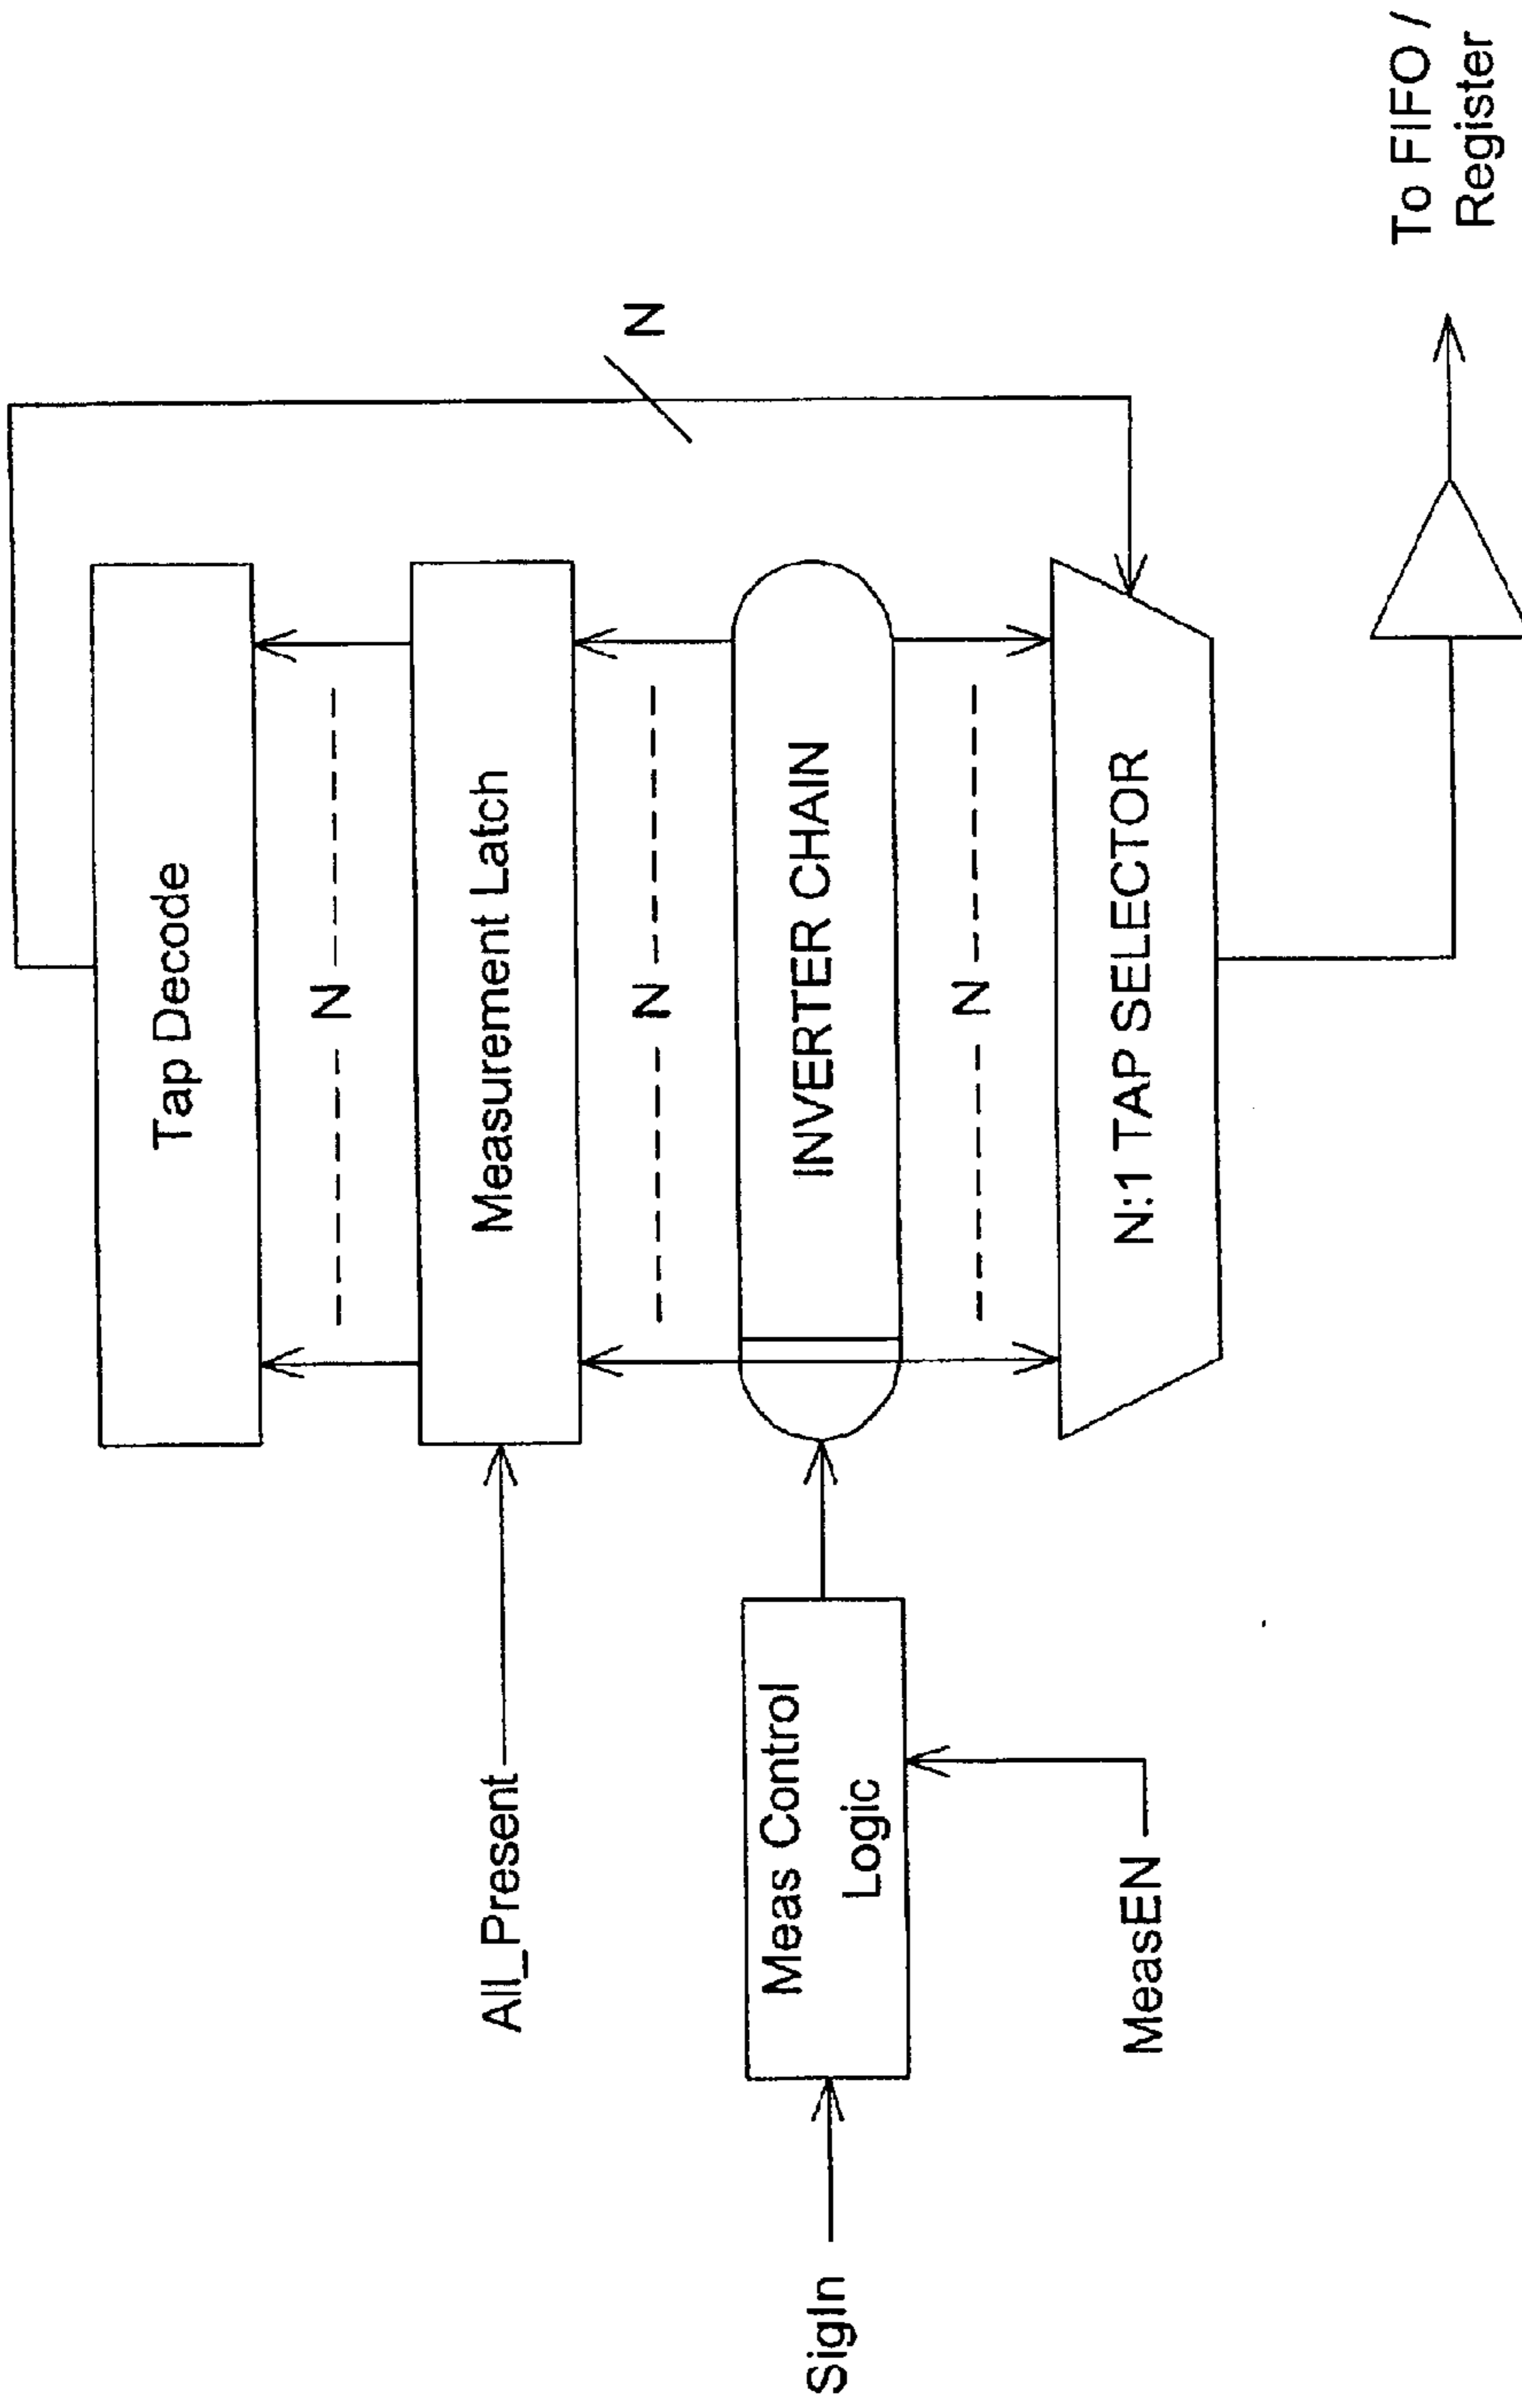 Tap Decode
N
N
All_Present
Measurement Latch
N
SigIn
Meas Control
Logic
INVERTER CHAIN
N
MeasEN
N:1 TAP SELECTOR
To FIFO /
Register